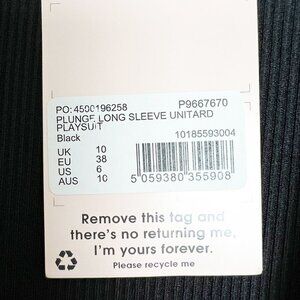 PO:4500196258 P9667670
PLUNGE LONG SLEEVE UNITARD
PLAYSUIT
Black 10185593004
UK 10
EU 38
US 6
AUS 10
5 059380 355908
Remove this tag and
there's no returning me,
I'm yours forever.
Please recycle me